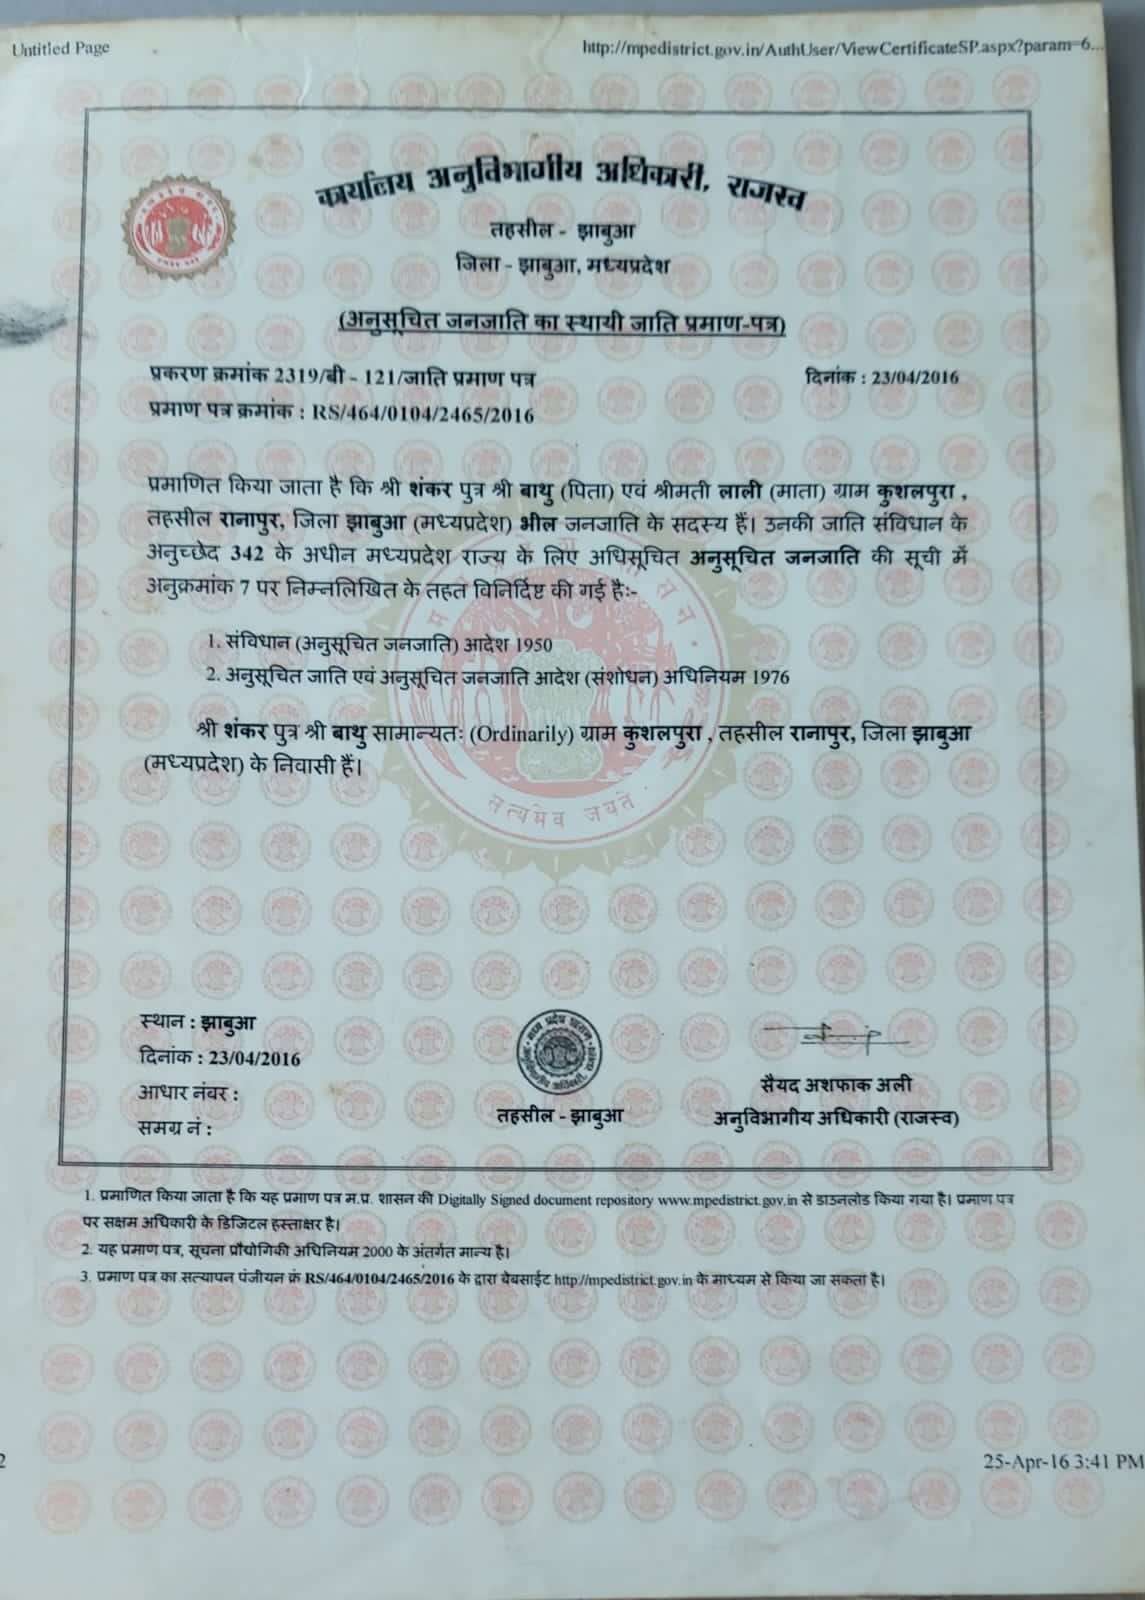 Untitled Page
http://mpedistrict.gov.in/AuthUser/ViewCertificateSP.aspx?param=6...
कार्यालय अनुविभागीय अधिकारी, राजस्व
तहसील - झाबुआ
जिला - झाबुआ, मध्यप्रदेश
(अनुसूचित जनजाति का स्थायी जाति प्रमाण-पत्र)
प्रकरण क्रमांक 2319/बी - 121/जाति प्रमाण पत्र
दिनांक : 23/04/2016
प्रमाण पत्र क्रमांक : RS/464/0104/2465/2016
प्रमाणित किया जाता है कि श्री शंकर पुत्र श्री बाथु (पिता) एवं श्रीमती लाली (माता) ग्राम कुशलपुरा ,
तहसील रानापुर, जिला झाबुआ (मध्यप्रदेश) भील जनजाति के सदस्य हैं। उनकी जाति संविधान के
अनुच्छेद 342 के अधीन मध्यप्रदेश राज्य के लिए अधिसूचित अनुसूचित जनजाति की सूची में
अनुक्रमांक 7 पर निम्नलिखित के तहत विनिर्दिष्ट की गई हैः-
1. संविधान (अनुसूचित जनजाति) आदेश 1950
2. अनुसूचित जाति एवं अनुसूचित जनजाति आदेश (संशोधन) अधिनियम 1976
श्री शंकर पुत्र श्री बाथु सामान्यतः (Ordinarily) ग्राम कुशलपुरा , तहसील रानापुर, जिला झाबुआ
(मध्यप्रदेश) के निवासी हैं।
सत्यमेव जयते
स्थान : झाबुआ
दिनांक : 23/04/2016
आधार नंबर :
समग्र नं :
तहसील - झाबुआ
सैयद अशफाक अली
अनुविभागीय अधिकारी (राजस्व)
1. प्रमाणित किया जाता है कि यह प्रमाण पत्र म.प्र. शासन की Digitally Signed document repository www.mpedistrict.gov.in से डाउनलोड किया गया है। प्रमाण पत्र
पर सक्षम अधिकारी के डिजिटल हस्ताक्षर है।
2. यह प्रमाण पत्र, सूचना प्रौद्योगिकी अधिनियम 2000 के अंतर्गत मान्य है।
3. प्रमाण पत्र का सत्यापन पंजीयन क्रं RS/464/0104/2465/2016 के द्वारा वेबसाईट http://mpedistrict.gov.in के माध्यम से किया जा सकता है।
2
25-Apr-16 3:41 PM